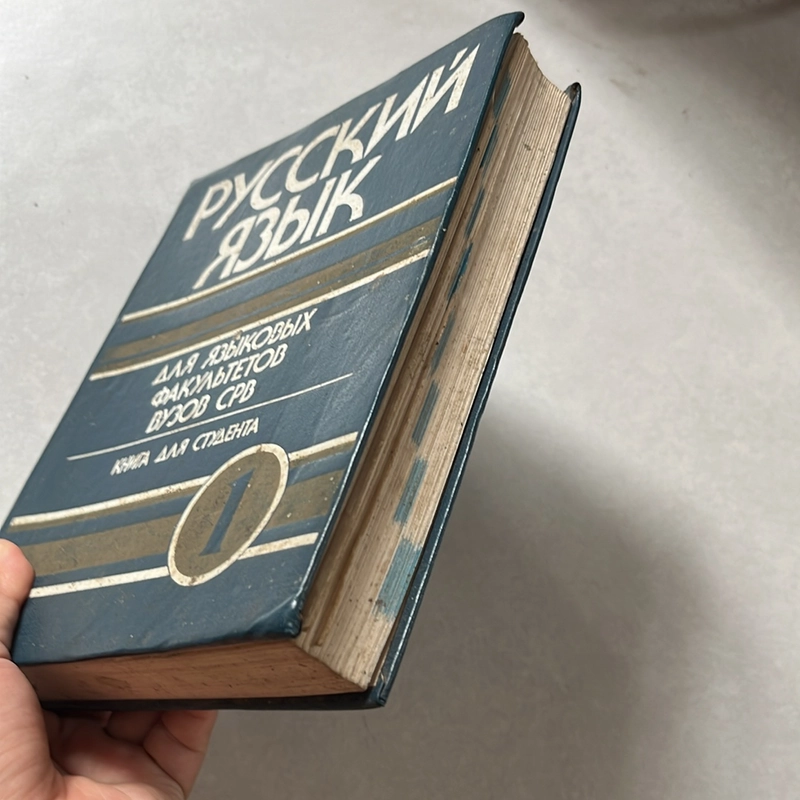 РУССКИЙ
ЯЗЫК
ДЛЯ ЯЗЫКОВЫХ
ФАКУЛЬТЕТОВ
ВУЗОВ СРВ
КНИГА ДЛЯ СТУДЕНТА
1